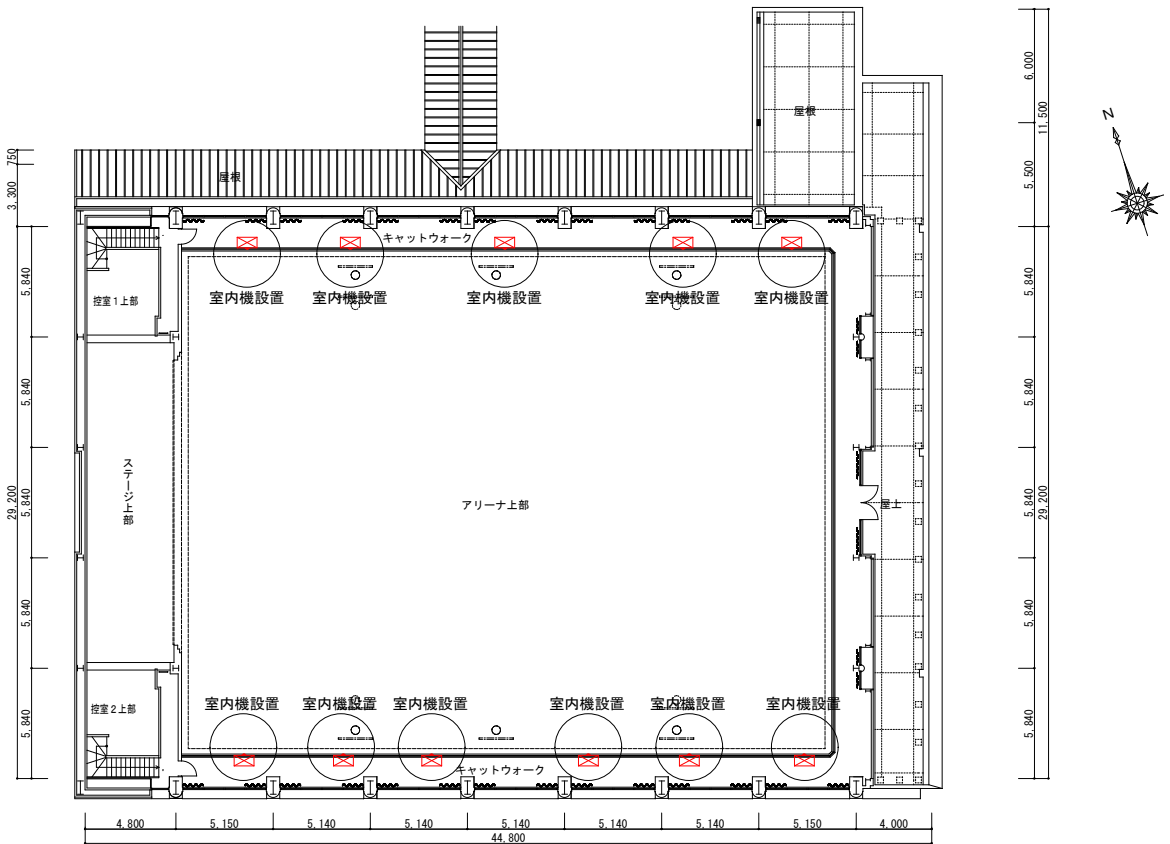 N
屋根
屋根
キャットウォーク
室内機設置
室内機設置
室内機設置
室内機設置
室内機設置
控室1上部
ステージ上部
アリーナ上部
屋上
控室2上部
室内機設置
室内機設置
室内機設置
室内機設置
室内機設置
室内機設置
キャットウォーク
750
3,300
5,840
5,840
5,840
5,840
5,840
29,200
6,000
5,500
11,500
5,840
5,840
5,840
5,840
5,840
29,200
4,800
5,150
5,140
5,140
5,140
5,140
5,140
5,150
4,000
44,800